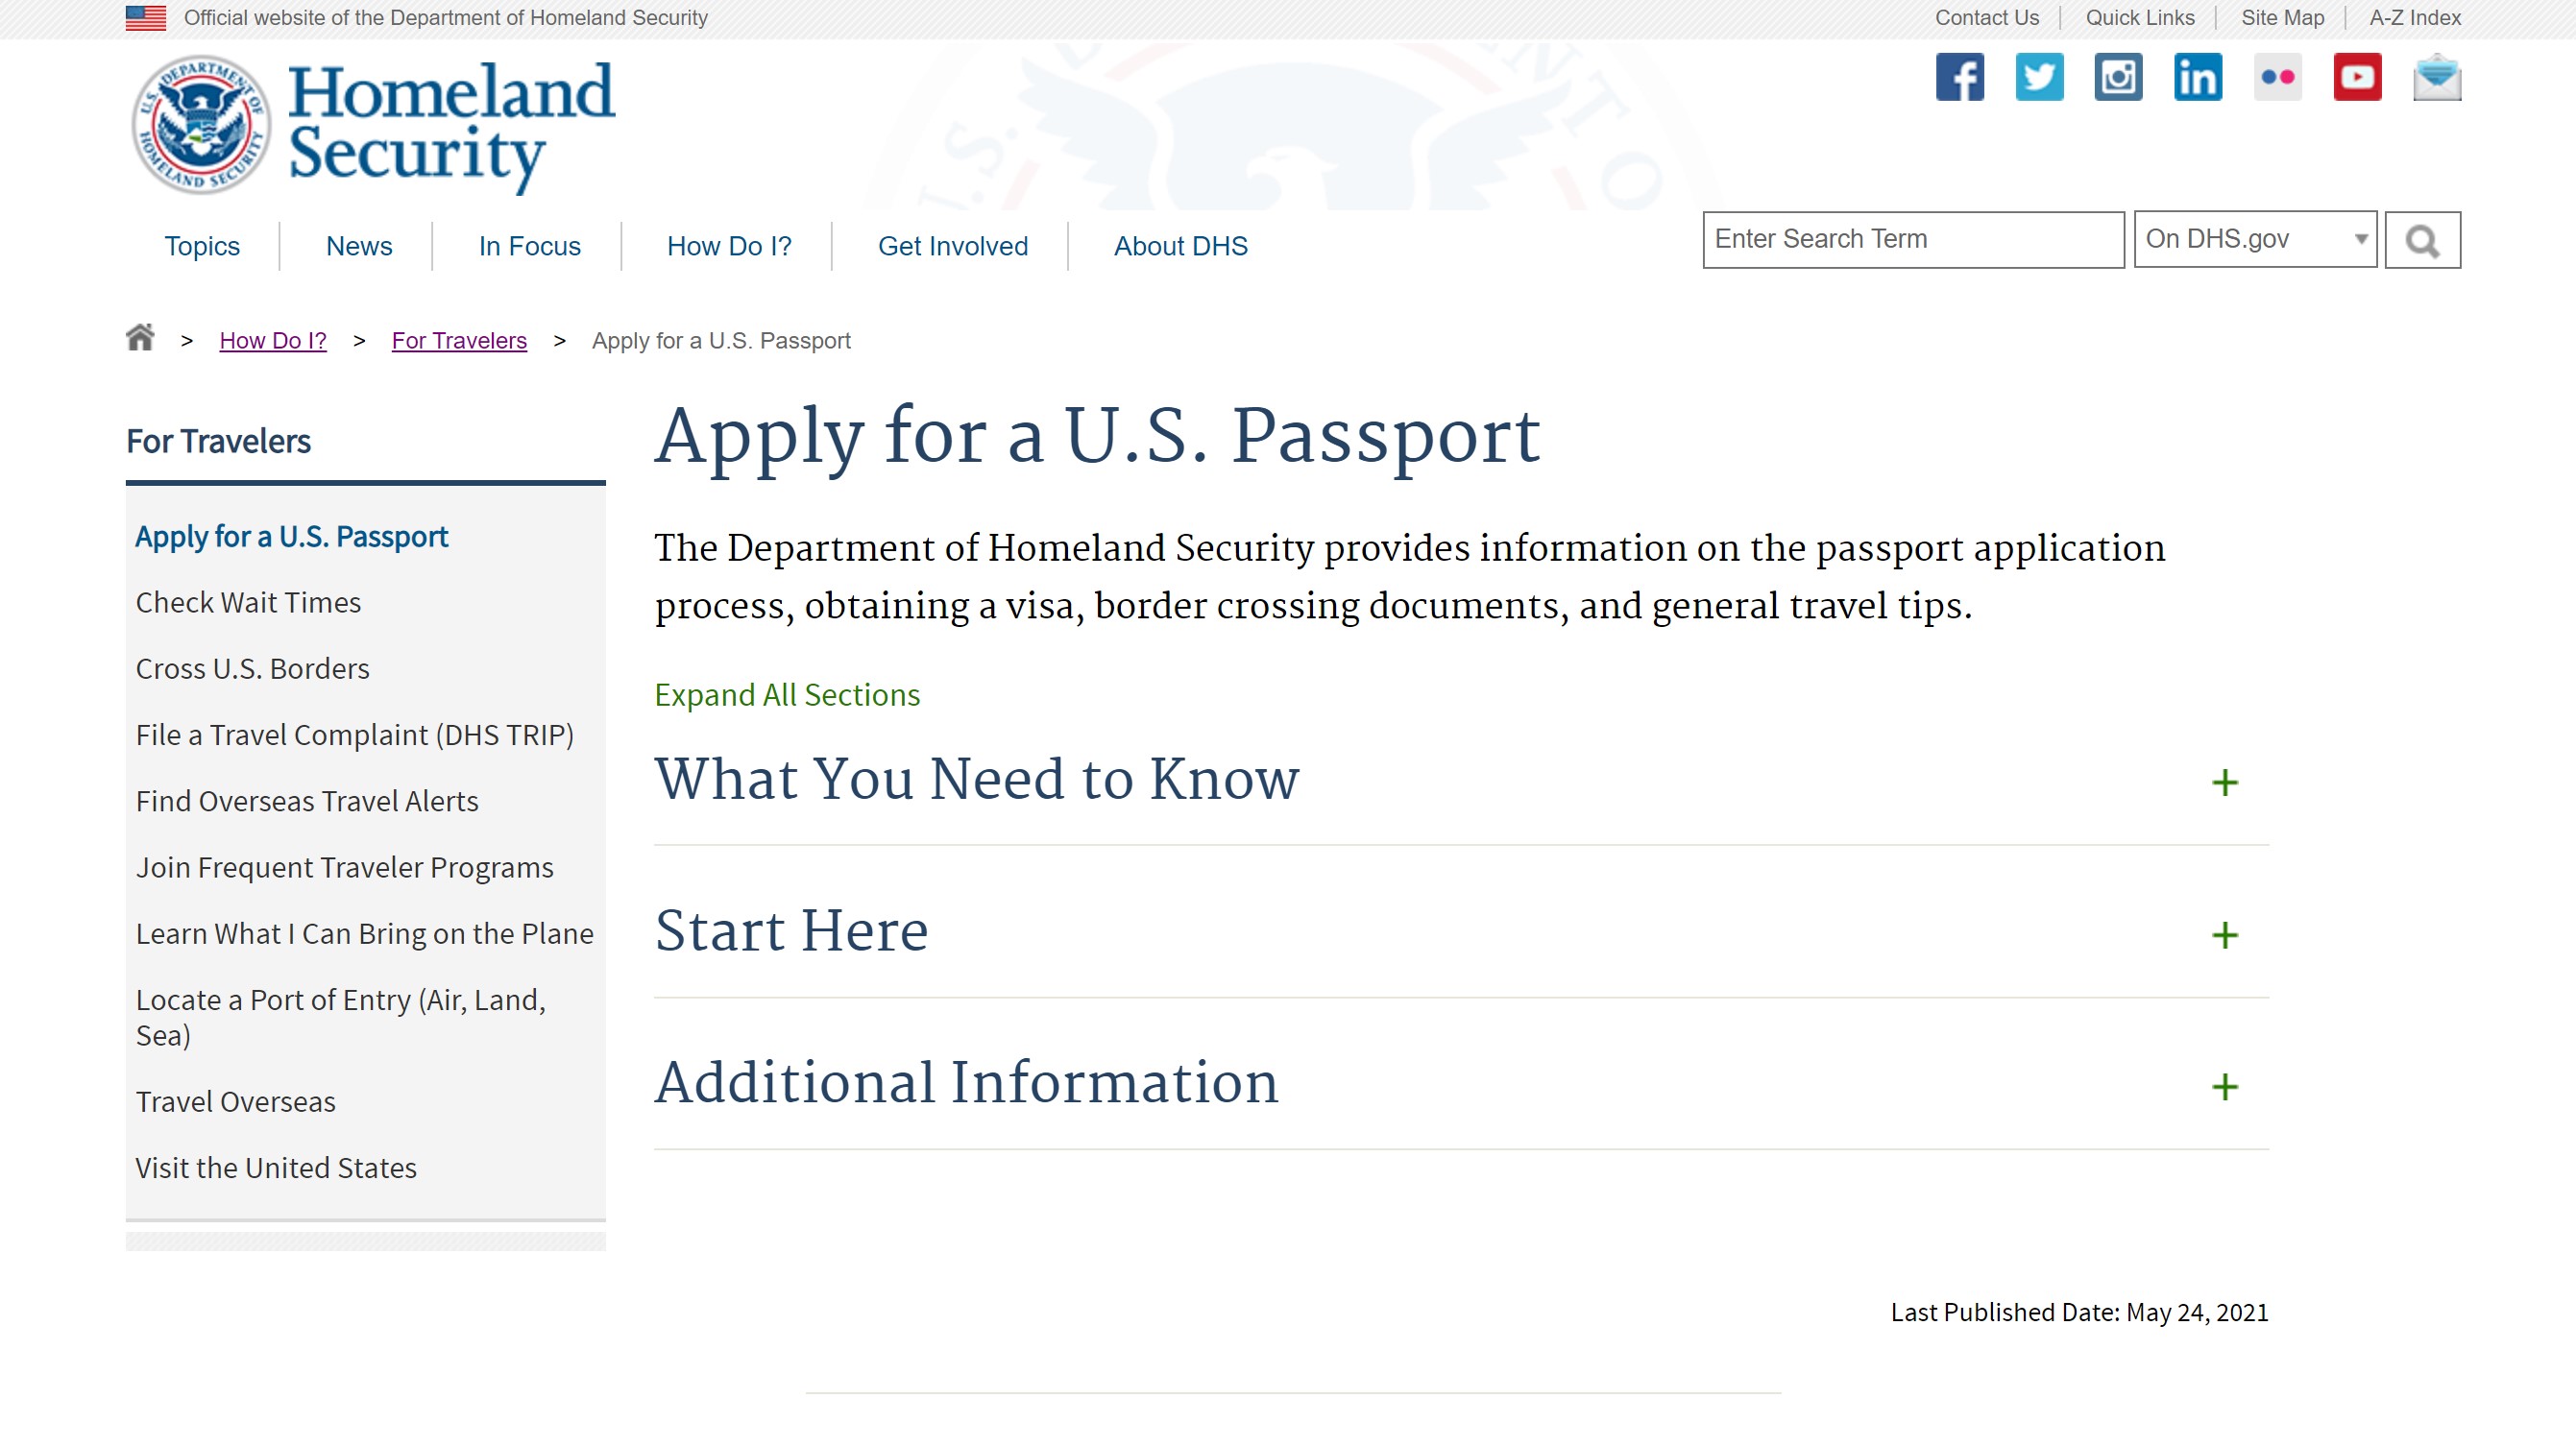 Official website of the Department of Homeland Security
Contact Us
Quick Links
Site Map
A-Z Index
U.S. DEPARTMENT OF HOMELAND SECURITY
Homeland
Security
Topics
News
In Focus
How Do I?
Get Involved
About DHS
Enter Search Term
On DHS.gov
> How Do I? > For Travelers > Apply for a U.S. Passport
For Travelers
Apply for a U.S. Passport
Check Wait Times
Cross U.S. Borders
File a Travel Complaint (DHS TRIP)
Find Overseas Travel Alerts
Join Frequent Traveler Programs
Learn What I Can Bring on the Plane
Locate a Port of Entry (Air, Land,
Sea)
Travel Overseas
Visit the United States
Apply for a U.S. Passport
The Department of Homeland Security provides information on the passport application
process, obtaining a visa, border crossing documents, and general travel tips.
Expand All Sections
What You Need to Know +
Start Here +
Additional Information +
Last Published Date: May 24, 2021